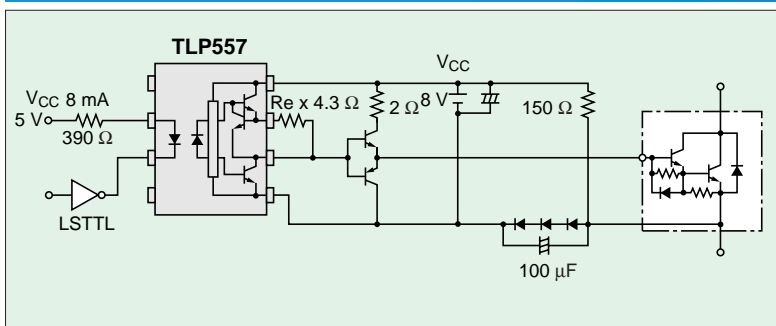 TLP557
VCC 8 mA
5 V
390 Ω
LSTTL
Re x 4.3 Ω
2 Ω
VCC
8 V
150 Ω
100 µF